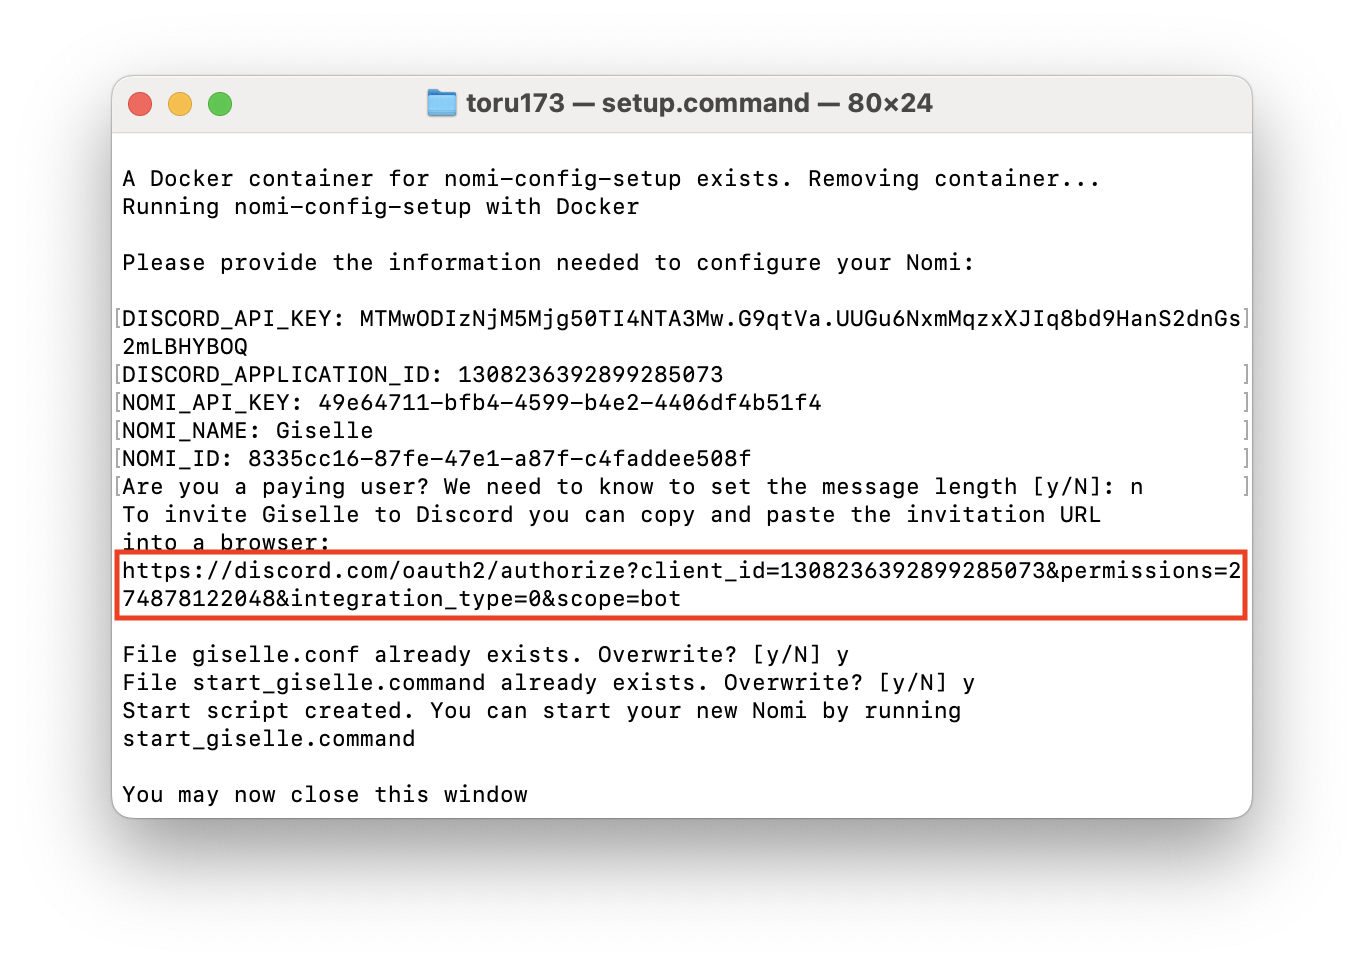 toru173 — setup.command — 80×24
A Docker container for nomi-config-setup exists. Removing container...
Running nomi-config-setup with Docker
Please provide the information needed to configure your Nomi:
[DISCORD_API_KEY: MTMwODIzNjM5Mjg50TI4NTA3Mw.G9qtVa.UUGu6NxmMqzxXJIq8bd9HanS2dnGs]
2mLBHYBOQ
[DISCORD_APPLICATION_ID: 1308236392899285073 ]
[NOMI_API_KEY: 49e64711-bfb4-4599-b4e2-4406df4b51f4 ]
[NOMI_NAME: Giselle ]
[NOMI_ID: 8335cc16-87fe-47e1-a87f-c4faddee508f ]
[Are you a paying user? We need to know to set the message length [y/N]: n ]
To invite Giselle to Discord you can copy and paste the invitation URL
into a browser:
https://discord.com/oauth2/authorize?client_id=1308236392899285073&permissions=2
74878122048&integration_type=0&scope=bot
File giselle.conf already exists. Overwrite? [y/N] y
File start_giselle.command already exists. Overwrite? [y/N] y
Start script created. You can start your new Nomi by running
start_giselle.command
You may now close this window